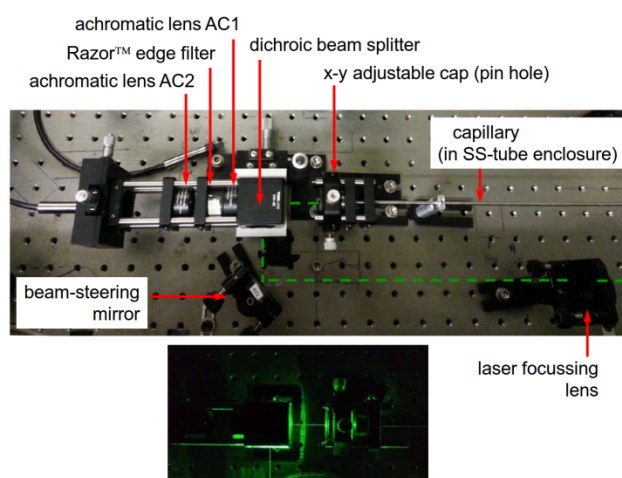 achromatic lens AC1
dichroic beam splitter
Razor™ edge filter
x-y adjustable cap (pin hole)
achromatic lens AC2
capillary
(in SS-tube enclosure)
beam-steering
mirror
laser focussing
lens